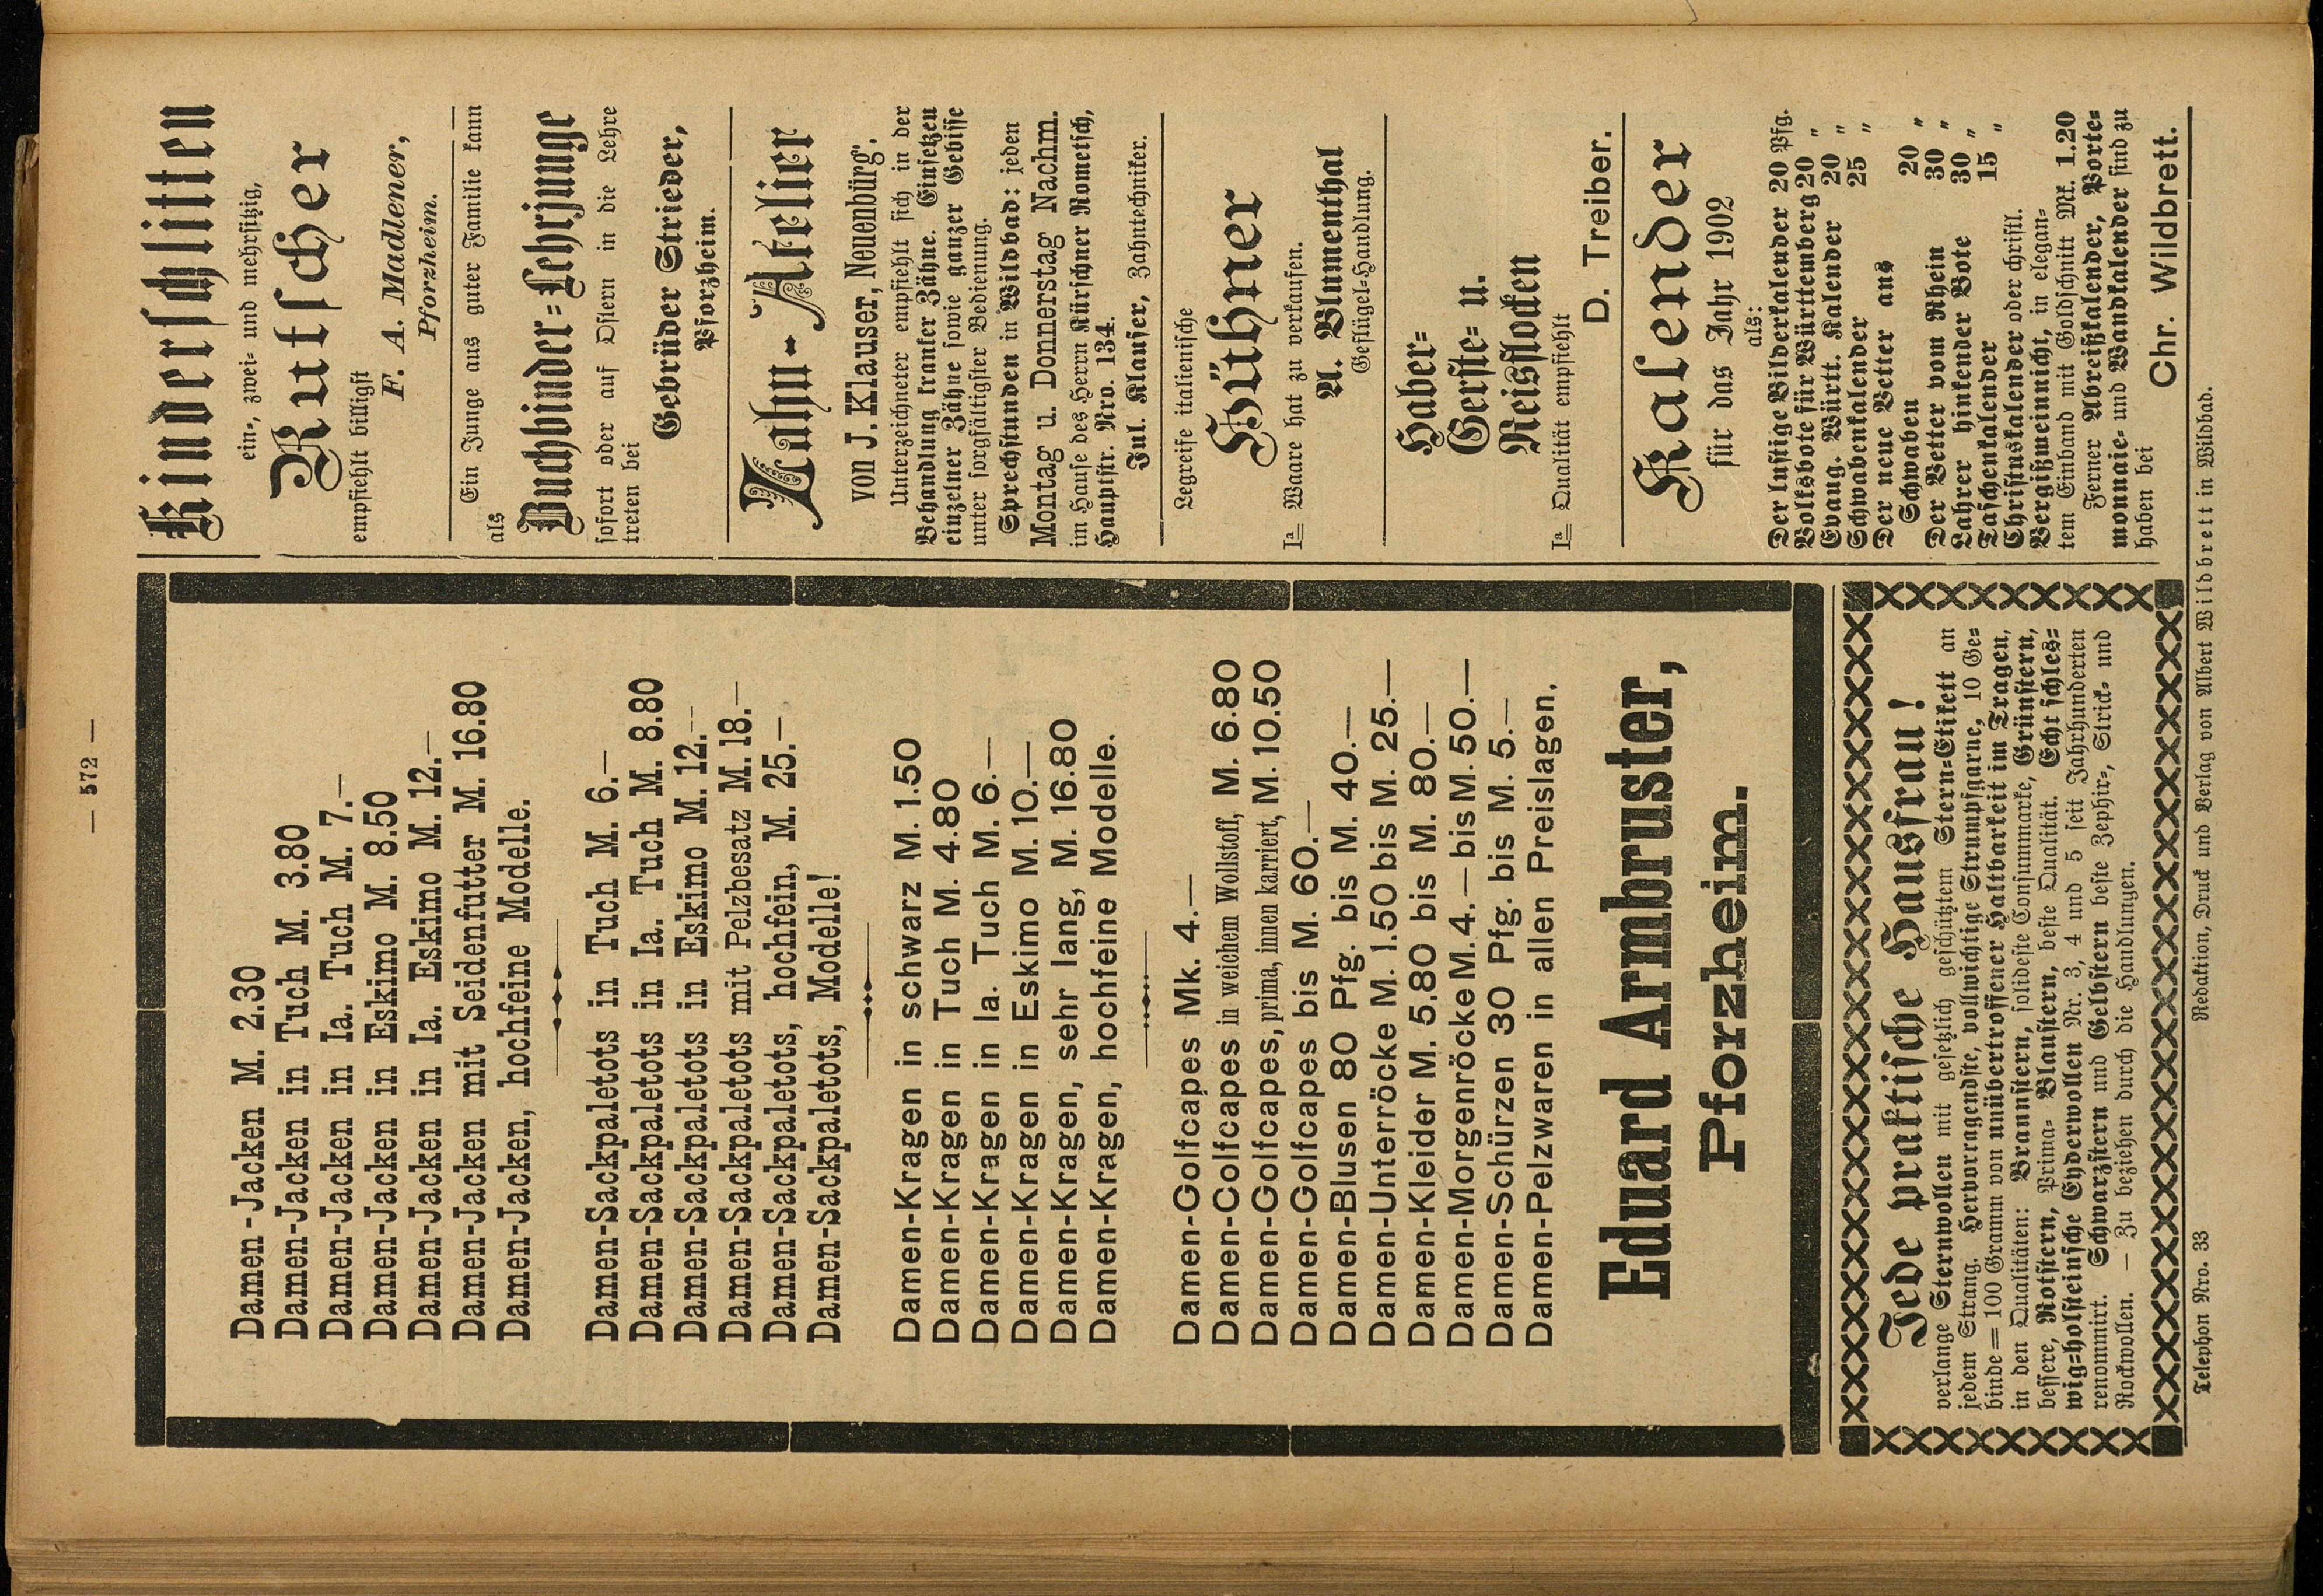 — 572 —
Damen-Jacken M. 2.30
Damen-Jacken in Tuch M. 3.80
Damen-Jacken in Ia. Tuch M. 7.—
Damen-Jacken in Eskimo M. 8.50
Damen-Jacken in Ia. Eskimo M. 12.—
Damen-Jacken mit Seidenfutter M. 16.80
Damen-Jacken, hochfeine Modelle.
Damen-Sackpaletots in Tuch M. 6.—
Damen-Sackpaletots in Ia. Tuch M. 8.80
Damen-Sackpaletots in Eskimo M. 12.—
Damen-Sackpaletots mit Pelzbesatz M. 18.—
Damen-Sackpaletots, hochfein, M. 25.—
Damen-Sackpaletots, Modelle!
Damen-Kragen in schwarz M. 1.50
Damen-Kragen in Tuch M. 4.80
Damen-Kragen in Ia. Tuch M. 6.—
Damen-Kragen in Eskimo M. 10.—
Damen-Kragen, sehr lang, M. 16.80
Damen-Kragen, hochfeine Modelle.
Damen-Golfcapes Mk. 4.—
Damen-Colfcapes in weichem Wollstoff, M. 6.80
Damen-Golfcapes, prima, innen karriert, M. 10.50
Damen-Golfcapes bis M. 60.—
Damen-Blusen 80 Pfg. bis M. 40.—
Damen-Unterröcke M. 1.50 bis M. 25.—
Damen-Kleider M. 5.80 bis M. 80.—
Damen-Morgenröcke M. 4.— bis M. 50.—
Damen-Schürzen 30 Pfg. bis M. 5.—
Damen-Pelzwaren in allen Preislagen.
Eduard Armbruster,
Pforzheim.
Jede praktische Hausfrau!
verlange Sternwollen mit gesetzlich geschütztem Stern-Etikett an
jedem Strang. Hervorragendste, vollwichtige Strumpfgarne, 10 Ge-
binde = 100 Gramm von unübertroffener Haltbarkeit im Tragen,
in den Qualitäten: Braunstern, solideste Consummarke, Grünstern,
bessere, Rotstern, Prima- Blaustern, beste Qualität. Echt schles-
wig-holsteinsche Eyderwollen Nr. 3, 4 und 5 seit Jahrhunderten
renommirt. Schwarzstern und Gelbstern beste Zephir-, Strick- und
Rockwollen. — Zu beziehen durch die Handlungen.
Kinderschlitten
ein-, zwei- und mehrsitzig,
Rutscher
empfiehlt billigst
F. A. Madlener,
Pforzheim.
Ein Junge aus guter Familie kann
als
Buchbinder-Lehrjunge
sofort oder auf Ostern in die Lehre
treten bei
Gebrüder Strieder,
Pforzheim.
Zahn-Atelier
von J. Klauser, Neuenbürg.
Unterzeichneter empfiehlt sich in der
Behandlung kranker Zähne. Einsetzen
einzelner Zähne sowie ganzer Gebisse
unter sorgfältigster Bedienung.
Sprechstunden in Wildbad: jeden
Montag u. Donnerstag Nachm.
im Hause des Herrn Kürschner Rometsch,
Hauptstr. Nro. 134.
Jul. Klauser, Zahntechniker.
Legreife italienische
Hühner
Ia Waare hat zu verkaufen.
A. Blumenthal
Geflügel-Handlung.
Haber-
Gerste- u.
Reisflocken
Ia Qualität empfiehlt
D. Treiber.
Kalender
für das Jahr 1902
als:
Der lustige Bilderkalender 20 Pfg.
Volksbote für Württemberg 20 "
Evang. Württ. Kalender 20 "
Schwabenkalender 25 "
Der neue Vetter aus
Schwaben 20 "
Der Vetter vom Rhein 30 "
Lahrer hinkender Bote 30 "
Taschenkalender 15 "
Christuskalender oder christl.
Vergißmeinnicht, in elegan-
tem Einband mit Goldschnitt Mk. 1.20
Ferner Abreißkalender, Porte-
monnaie- und Wandkalender sind zu
haben bei
Chr. Wildbrett.
Telephon Nro. 33 Redaktion, Druck und Verlag von Albert Wildbrett in Wildbad.